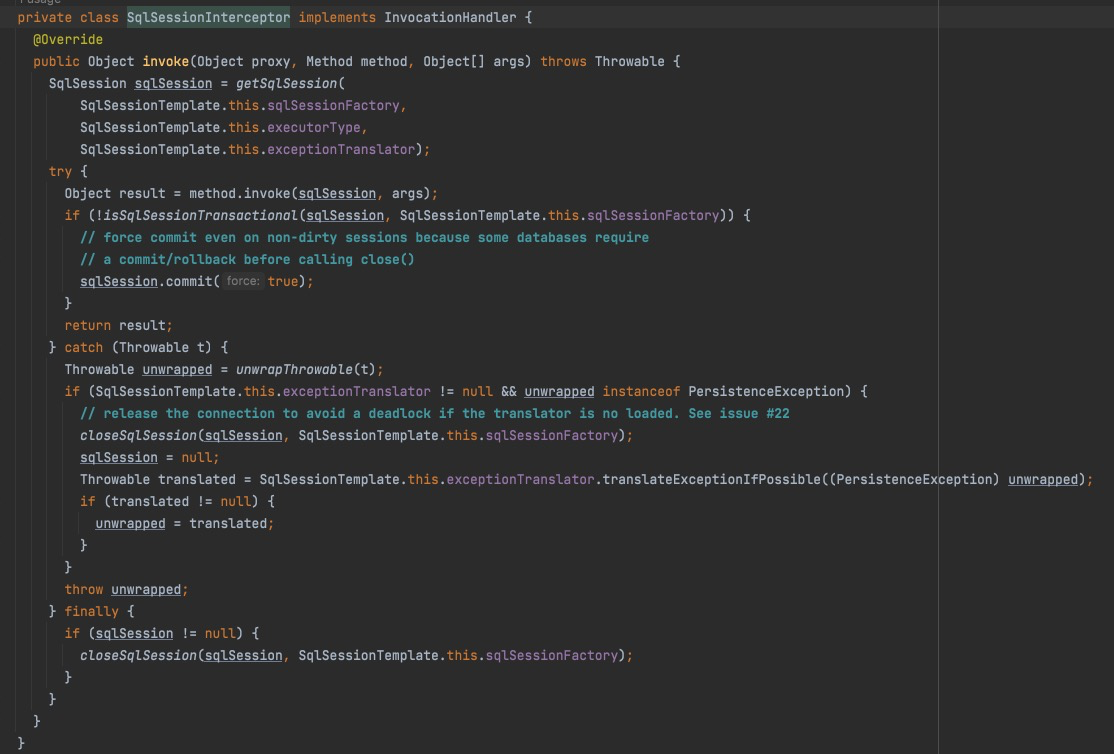 1 usage
private class SqlSessionInterceptor implements InvocationHandler {
@Override
public Object invoke(Object proxy, Method method, Object[] args) throws Throwable {
SqlSession sqlSession = getSqlSession(
SqlSessionTemplate.this.sqlSessionFactory,
SqlSessionTemplate.this.executorType,
SqlSessionTemplate.this.exceptionTranslator);
try {
Object result = method.invoke(sqlSession, args);
if (!isSqlSessionTransactional(sqlSession, SqlSessionTemplate.this.sqlSessionFactory)) {
// force commit even on non-dirty sessions because some databases require
// a commit/rollback before calling close()
sqlSession.commit( force: true);
}
return result;
} catch (Throwable t) {
Throwable unwrapped = unwrapThrowable(t);
if (SqlSessionTemplate.this.exceptionTranslator != null && unwrapped instanceof PersistenceException) {
// release the connection to avoid a deadlock if the translator is no loaded. See issue #22
closeSqlSession(sqlSession, SqlSessionTemplate.this.sqlSessionFactory);
sqlSession = null;
Throwable translated = SqlSessionTemplate.this.exceptionTranslator.translateExceptionIfPossible((PersistenceException) unwrapped);
if (translated != null) {
unwrapped = translated;
}
}
throw unwrapped;
} finally {
if (sqlSession != null) {
closeSqlSession(sqlSession, SqlSessionTemplate.this.sqlSessionFactory);
}
}
}
}